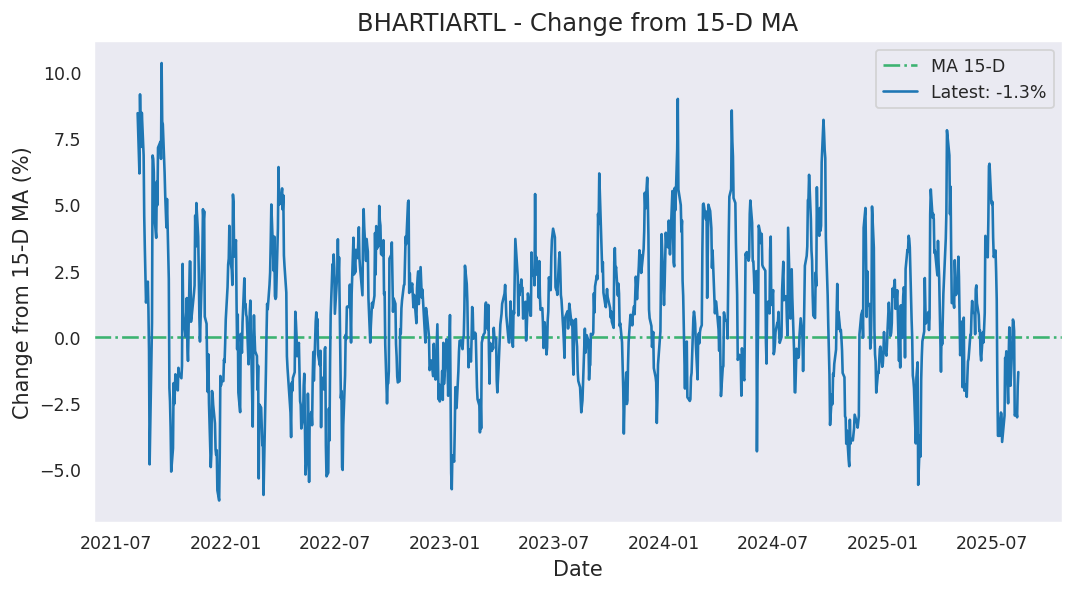 BHARTIARTL - Change from 15-D MA
MA 15-D
Latest: -1.3%
Change from 15-D MA (%)
10.0
7.5
5.0
2.5
0.0
−2.5
−5.0
2021-07 2022-01 2022-07 2023-01 2023-07 2024-01 2024-07 2025-01 2025-07
Date